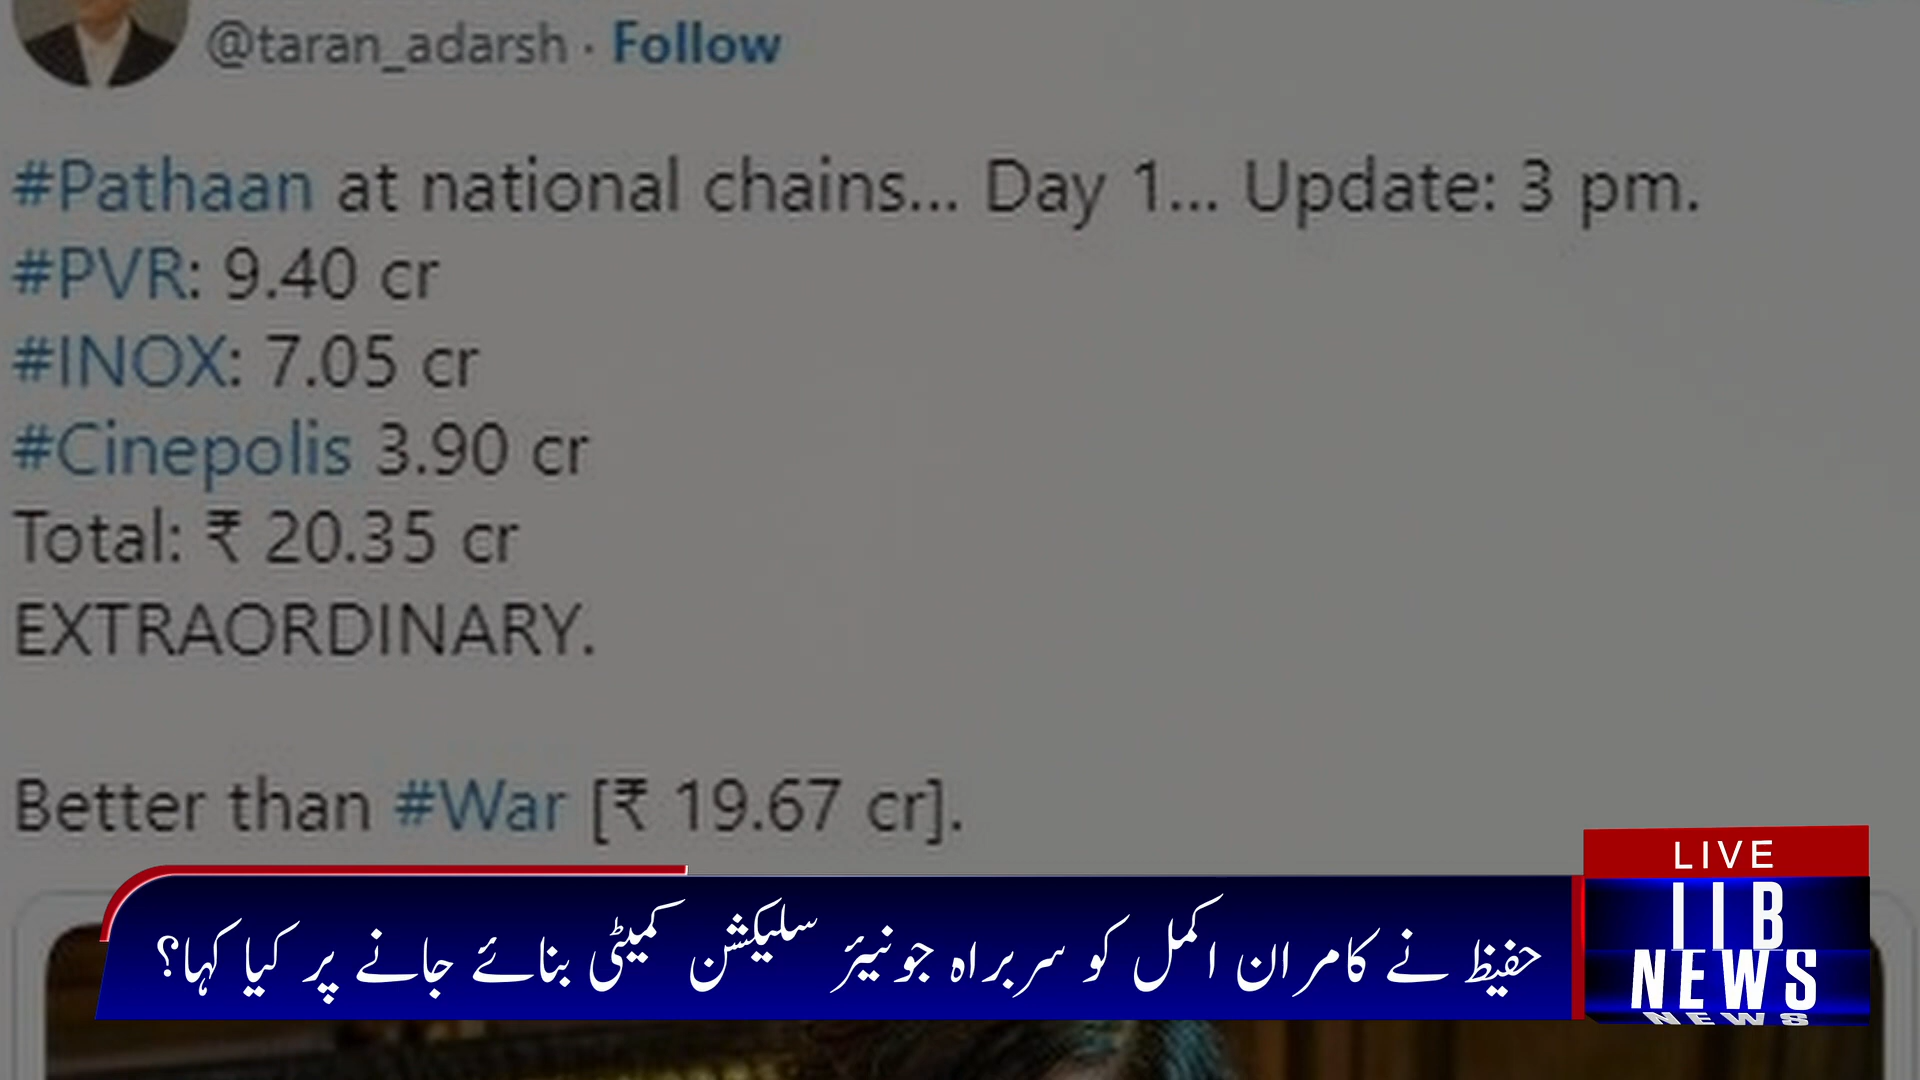 @taran_adarsh · Follow
#Pathaan at national chains... Day 1... Update: 3 pm.
#PVR: 9.40 cr
#INOX: 7.05 cr
#Cinepolis 3.90 cr
Total: ₹ 20.35 cr
EXTRAORDINARY.
Better than #War [₹ 19.67 cr].
LIVE
IIB
NEWS
حفیظ نے کامران اکمل کو سربراہ جونیئر سلیکشن کمیٹی بنائے جانے پر کیا کہا؟